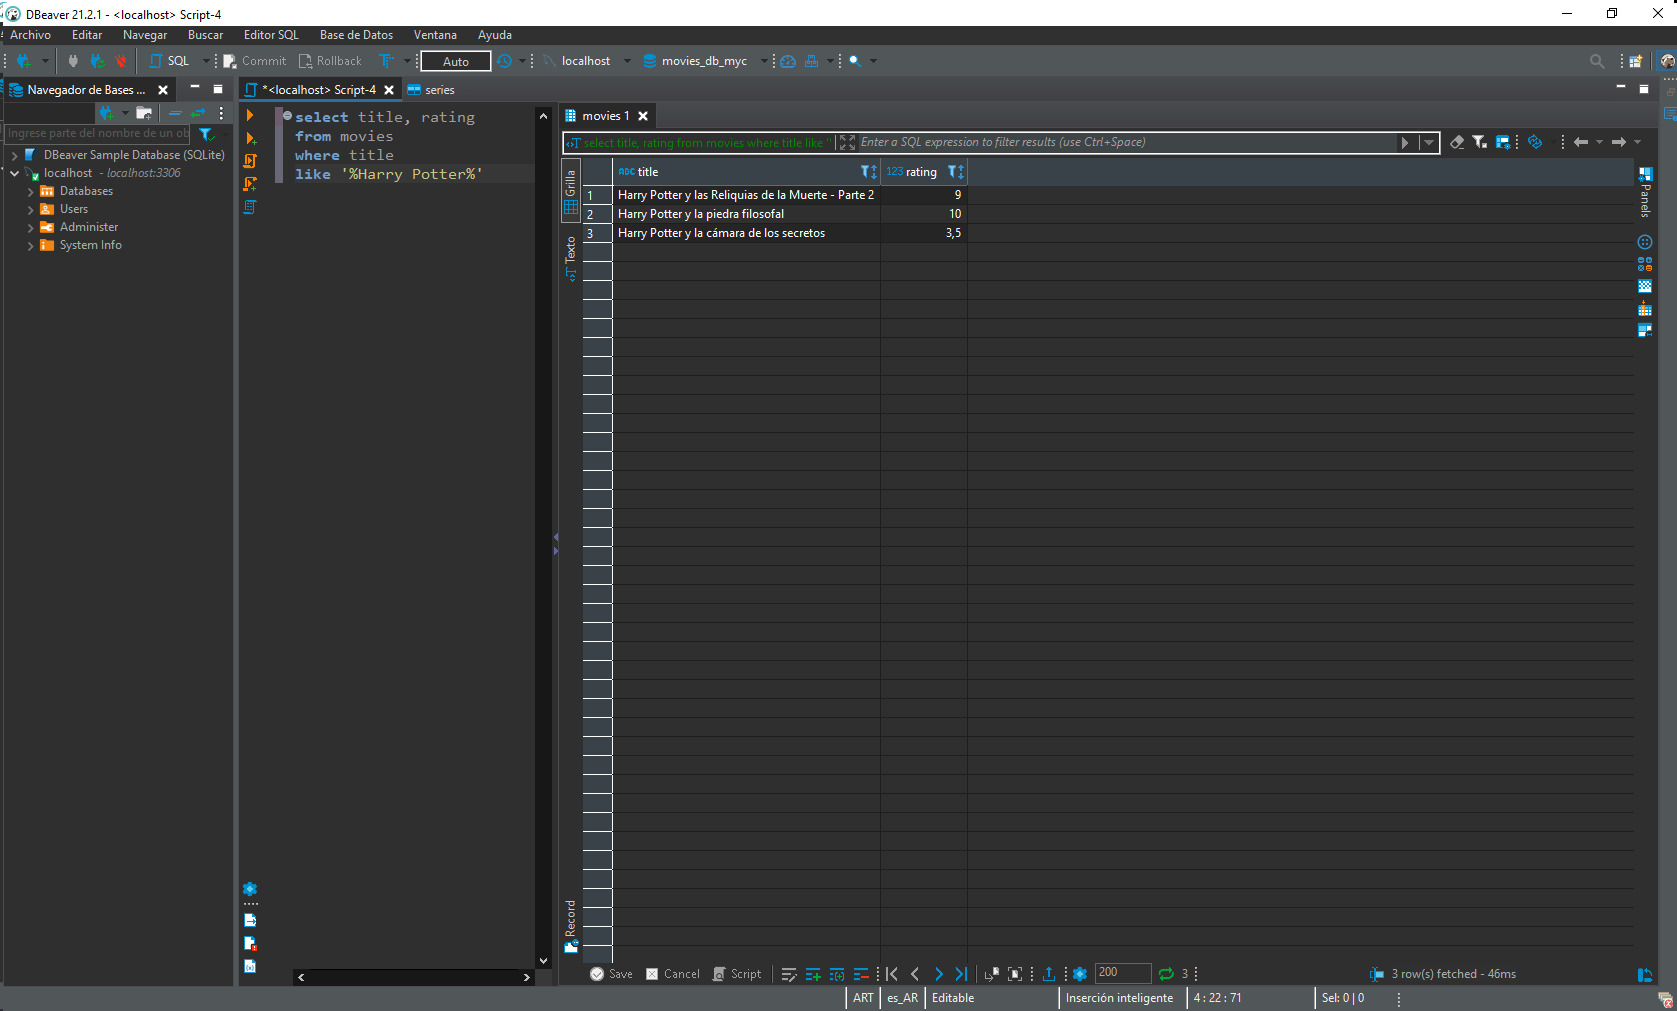 DBeaver 21.2.1 - <localhost> Script-4
Archivo Editar Navegar Buscar Editor SQL Base de Datos Ventana Ayuda
SQL Commit Rollback Auto localhost movies_db_myc
Navegador de Bases ...
*<localhost> Script-4
series
Ingrese parte del nombre de un ob
DBeaver Sample Database (SQLite)
localhost - localhost:3306
Databases
Users
Administer
System Info
select title, rating
from movies
where title
like '%Harry Potter%'
movies 1
select title, rating from movies where title like '
Enter a SQL expression to filter results (use Ctrl+Space)
Grilla
Texto
Record
Panels
ABC title 123 rating
1 Harry Potter y las Reliquias de la Muerte - Parte 2 9
2 Harry Potter y la piedra filosofal 10
3 Harry Potter y la cámara de los secretos 3,5
Save Cancel Script 200 3
3 row(s) fetched - 46ms
ART es_AR Editable Inserción inteligente 4 : 22 : 71 Sel: 0 | 0